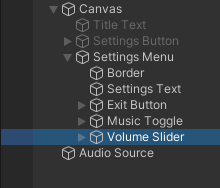 Canvas
Title Text
Settings Button
Settings Menu
Border
Settings Text
Exit Button
Music Toggle
Volume Slider
Audio Source